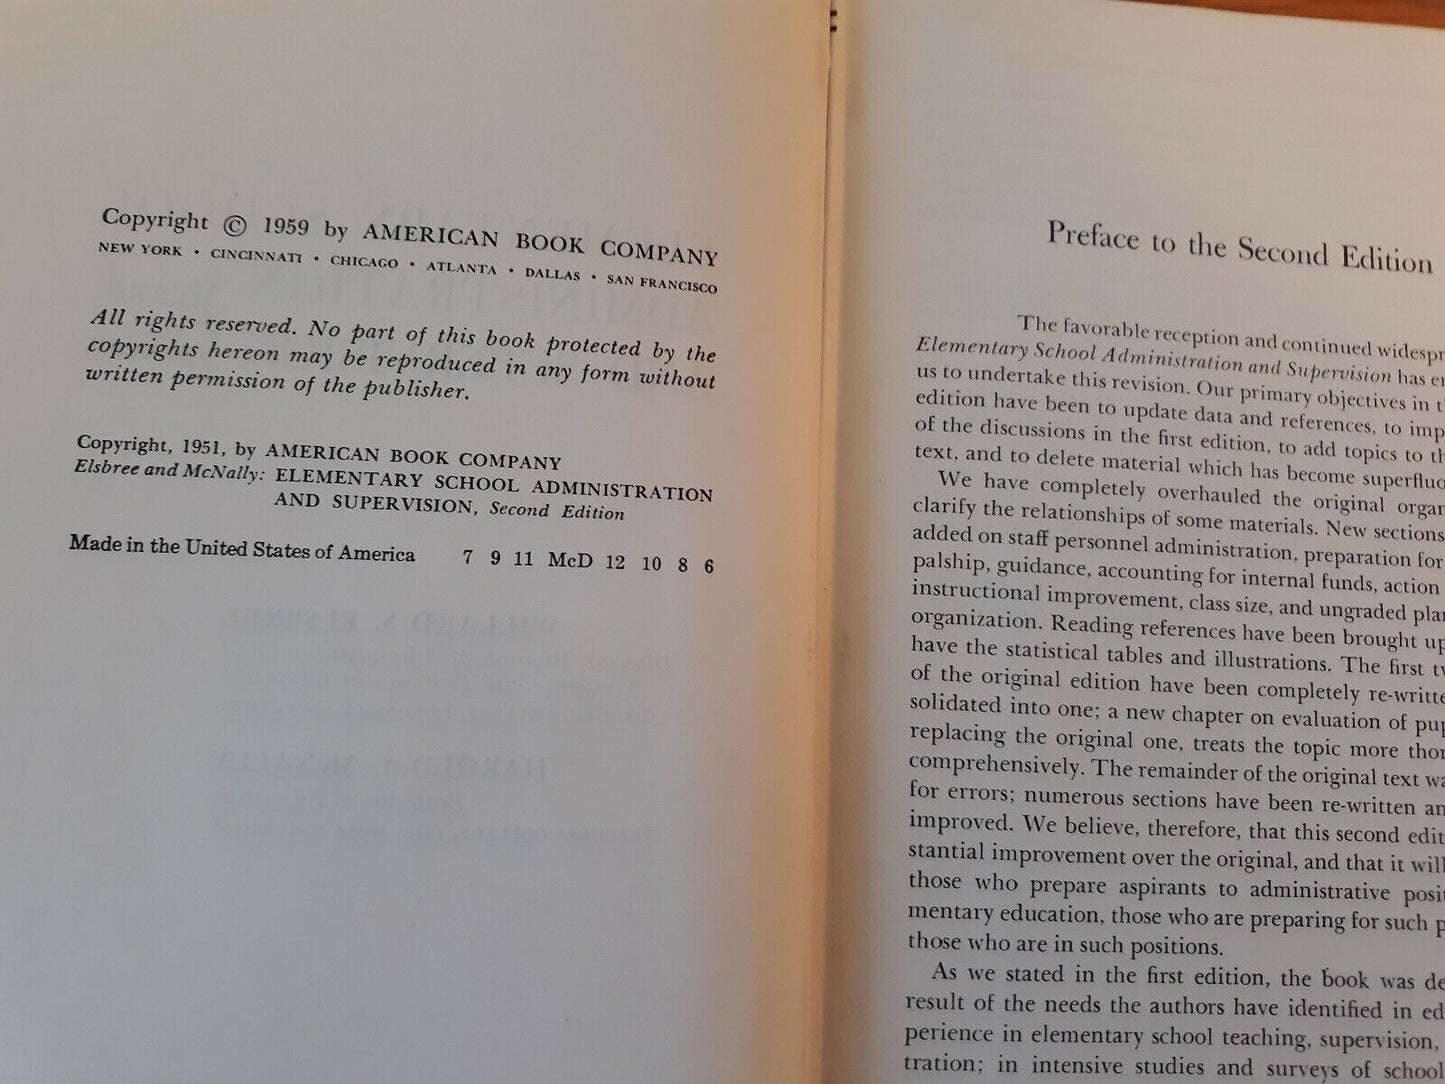 Copyright © 1959 by AMERICAN BOOK COMPANY
NEW YORK • CINCINNATI • CHICAGO • ATLANTA • DALLAS • SAN FRANCISCO
All rights reserved. No part of this book protected by the
copyrights hereon may be reproduced in any form without
written permission of the publisher.
Copyright, 1951, by AMERICAN BOOK COMPANY
Elsbree and McNally: ELEMENTARY SCHOOL ADMINISTRATION
AND SUPERVISION, Second Edition
Made in the United States of America 7 9 11 McD 12 10 8 6
Preface to the Second Edition
The favorable reception and continued widespr
Elementary School Administration and Supervision has e
us to undertake this revision. Our primary objectives in t
edition have been to update data and references, to imp
of the discussions in the first edition, to add topics to th
text, and to delete material which has become superfluo
We have completely overhauled the original organ
clarify the relationships of some materials. New sections
added on staff personnel administration, preparation for
palship, guidance, accounting for internal funds, action
instructional improvement, class size, and ungraded plan
organization. Reading references have been brought up
have the statistical tables and illustrations. The first tw
of the original edition have been completely re-writte
solidated into one; a new chapter on evaluation of pup
replacing the original one, treats the topic more thor
comprehensively. The remainder of the original text wa
for errors; numerous sections have been re-written an
improved. We believe, therefore, that this second edit
stantial improvement over the original, and that it will
those who prepare aspirants to administrative posit
mentary education, those who are preparing for such p
those who are in such positions.
As we stated in the first edition, the book was de
result of the needs the authors have identified in ed
perience in elementary school teaching, supervision,
tration; in intensive studies and surveys of school